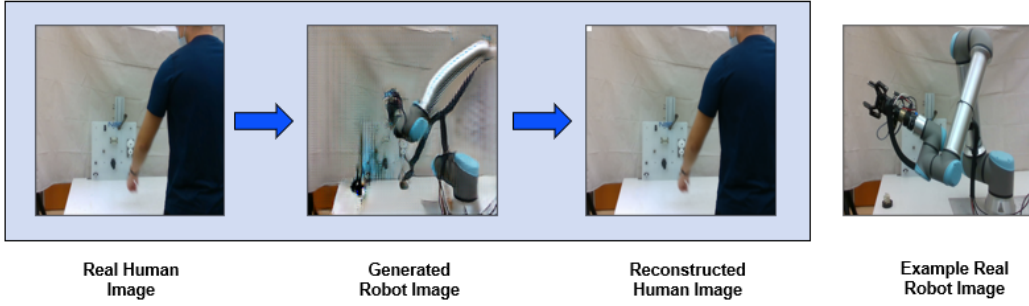 Real Human
Image
Generated
Robot Image
Reconstructed
Human Image
Example Real
Robot Image